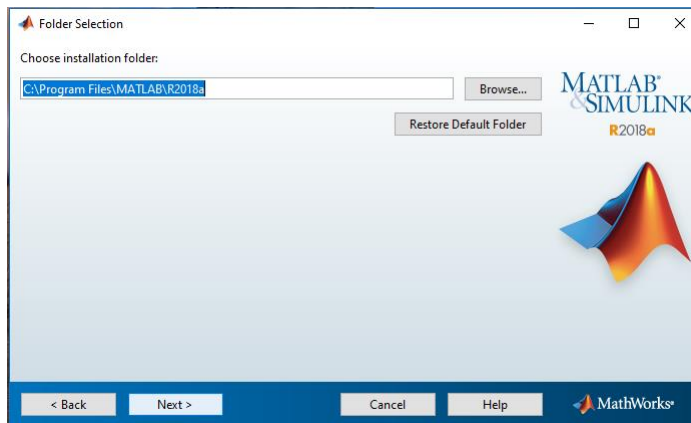 Folder Selection
Choose installation folder:
C:\Program Files\MATLAB\R2018a
Browse...
Restore Default Folder
MATLAB®
&SIMULINK
R2018a
< Back
Next >
Cancel
Help
MathWorks®